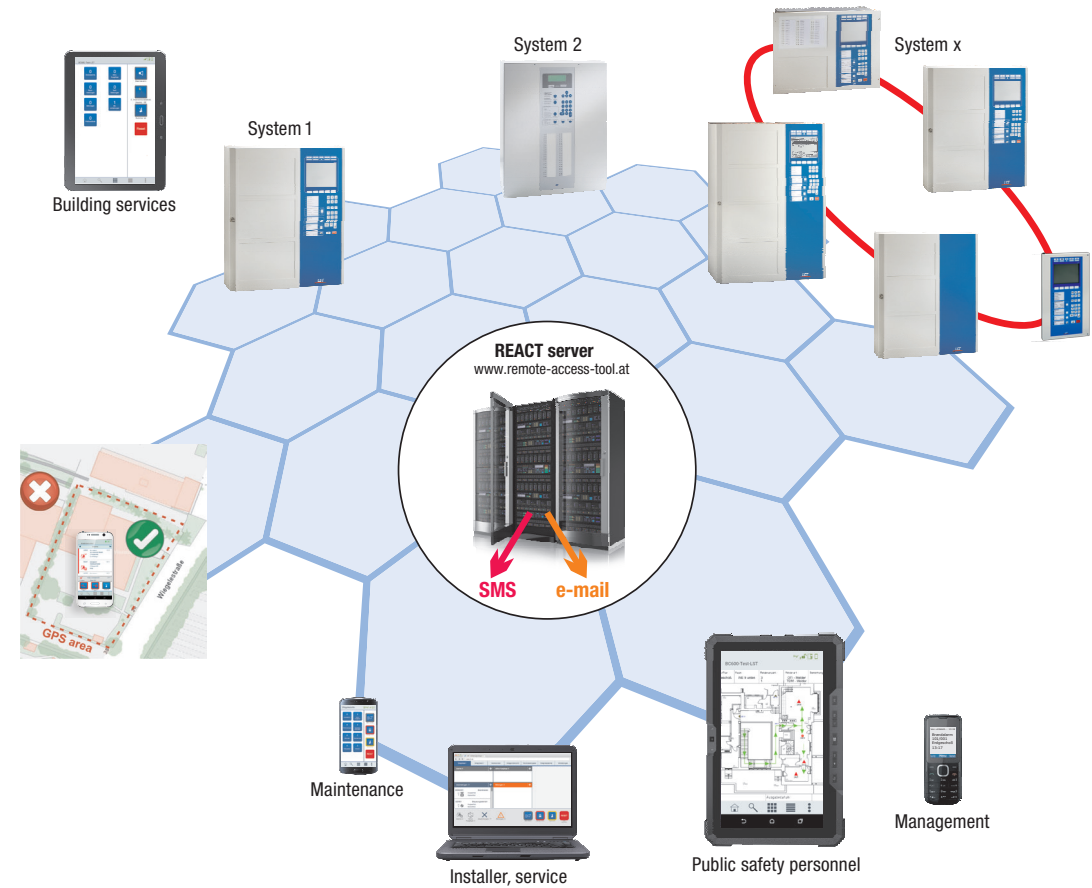 System 2
System x
System 1
Building services
REACT server
www.remote-access-tool.at
SMS
e-mail
Wiegelestraße
GPS area
Maintenance
Installer, service
Public safety personnel
Management